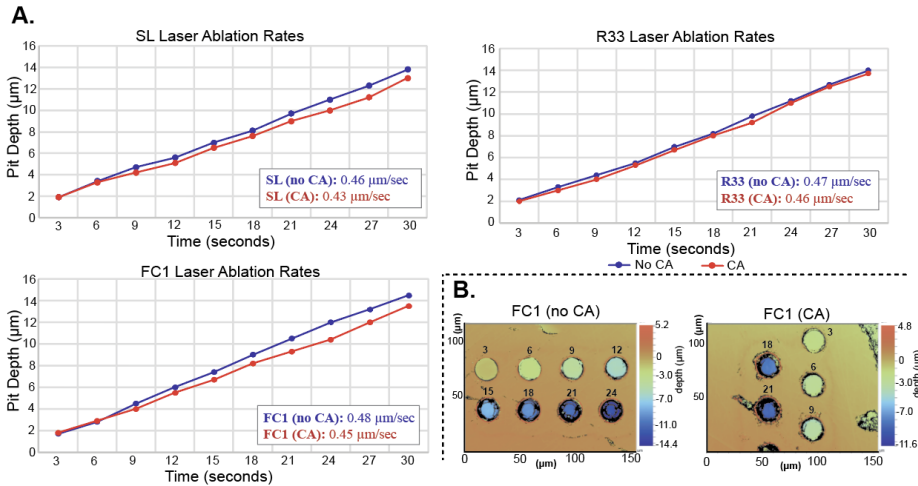 A.
SL Laser Ablation Rates
Pit Depth (µm)
16
14
12
10
8
6
4
2
0
SL (no CA): 0.46 µm/sec
SL (CA): 0.43 µm/sec
3 6 9 12 15 18 21 24 27 30
Time (seconds)
R33 Laser Ablation Rates
Pit Depth (µm)
16
14
12
10
8
6
4
2
0
R33 (no CA): 0.47 µm/sec
R33 (CA): 0.46 µm/sec
3 6 9 12 15 18 21 24 27 30
Time (seconds)
No CA CA
FC1 Laser Ablation Rates
Pit Depth (µm)
16
14
12
10
8
6
4
2
0
FC1 (no CA): 0.48 µm/sec
FC1 (CA): 0.45 µm/sec
3 6 9 12 15 18 21 24 27 30
Time (seconds)
B.
FC1 (no CA)
(µm)
100
50
3 6 9 12
15 18 21 24
0 50 100 150
(µm)
5.2
0
-3.5
-7.0
-11.0
-14.4
depth (µm)
FC1 (CA)
(µm)
100
50
18 3
21 6
9
0 50 100 150
(µm)
4.8
0
-3.5
-7.0
-11.6
depth (µm)